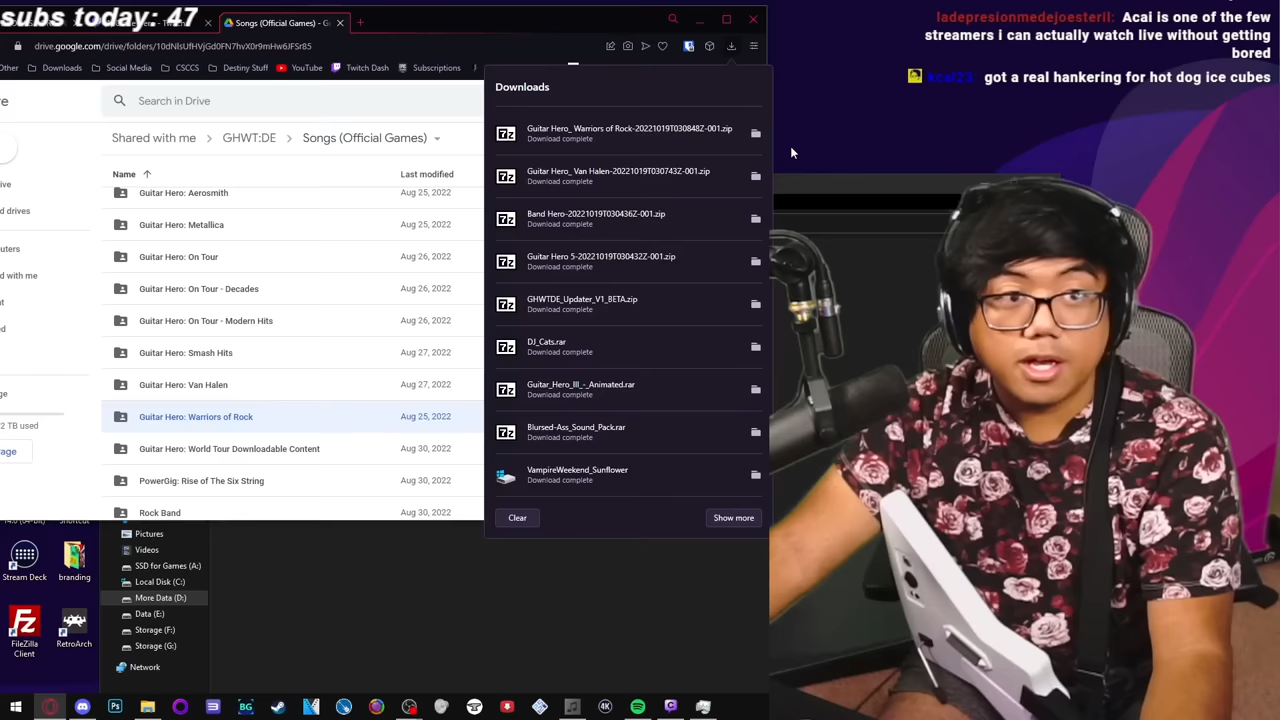 subs today: 47
Songs (Official Games) - G
drive.google.com/drive/folders/10dNlsUfHVjGd0FN7hvX0r9mHw6JFSr85
Other
Downloads
Social Media
CSCCS
Destiny Stuff
YouTube
Twitch Dash
Subscriptions
Search in Drive
Shared with me > GHWT:DE > Songs (Official Games)
Name
Last modified
Guitar Hero: Aerosmith Aug 25, 2022
Guitar Hero: Metallica Aug 25, 2022
Guitar Hero: On Tour Aug 26, 2022
Guitar Hero: On Tour - Decades Aug 26, 2022
Guitar Hero: On Tour - Modern Hits Aug 26, 2022
Guitar Hero: Smash Hits Aug 27, 2022
Guitar Hero: Van Halen Aug 27, 2022
Guitar Hero: Warriors of Rock Aug 25, 2022
Guitar Hero: World Tour Downloadable Content Aug 30, 2022
PowerGig: Rise of The Six String Aug 30, 2022
Rock Band Aug 30, 2022
2 TB used
Downloads
Guitar Hero_ Warriors of Rock-20221019T030848Z-001.zip
Download complete
Guitar Hero_ Van Halen-20221019T030743Z-001.zip
Download complete
Band Hero-20221019T030436Z-001.zip
Download complete
Guitar Hero 5-20221019T030432Z-001.zip
Download complete
GHWTDE_Updater_V1_BETA.zip
Download complete
DJ_Cats.rar
Download complete
Guitar_Hero_III_-_Animated.rar
Download complete
Blursed-Ass_Sound_Pack.rar
Download complete
VampireWeekend_Sunflower
Download complete
Clear
Show more
Stream Deck
branding
FileZilla
Client
RetroArch
Pictures
Videos
SSD for Games (A:)
Local Disk (C:)
More Data (D:)
Data (E:)
Storage (F:)
Storage (G:)
Network
ladepresionmedejoesteril: Acai is one of the few
streamers i can actually watch live without getting
bored
got a real hankering for hot dog ice cubes